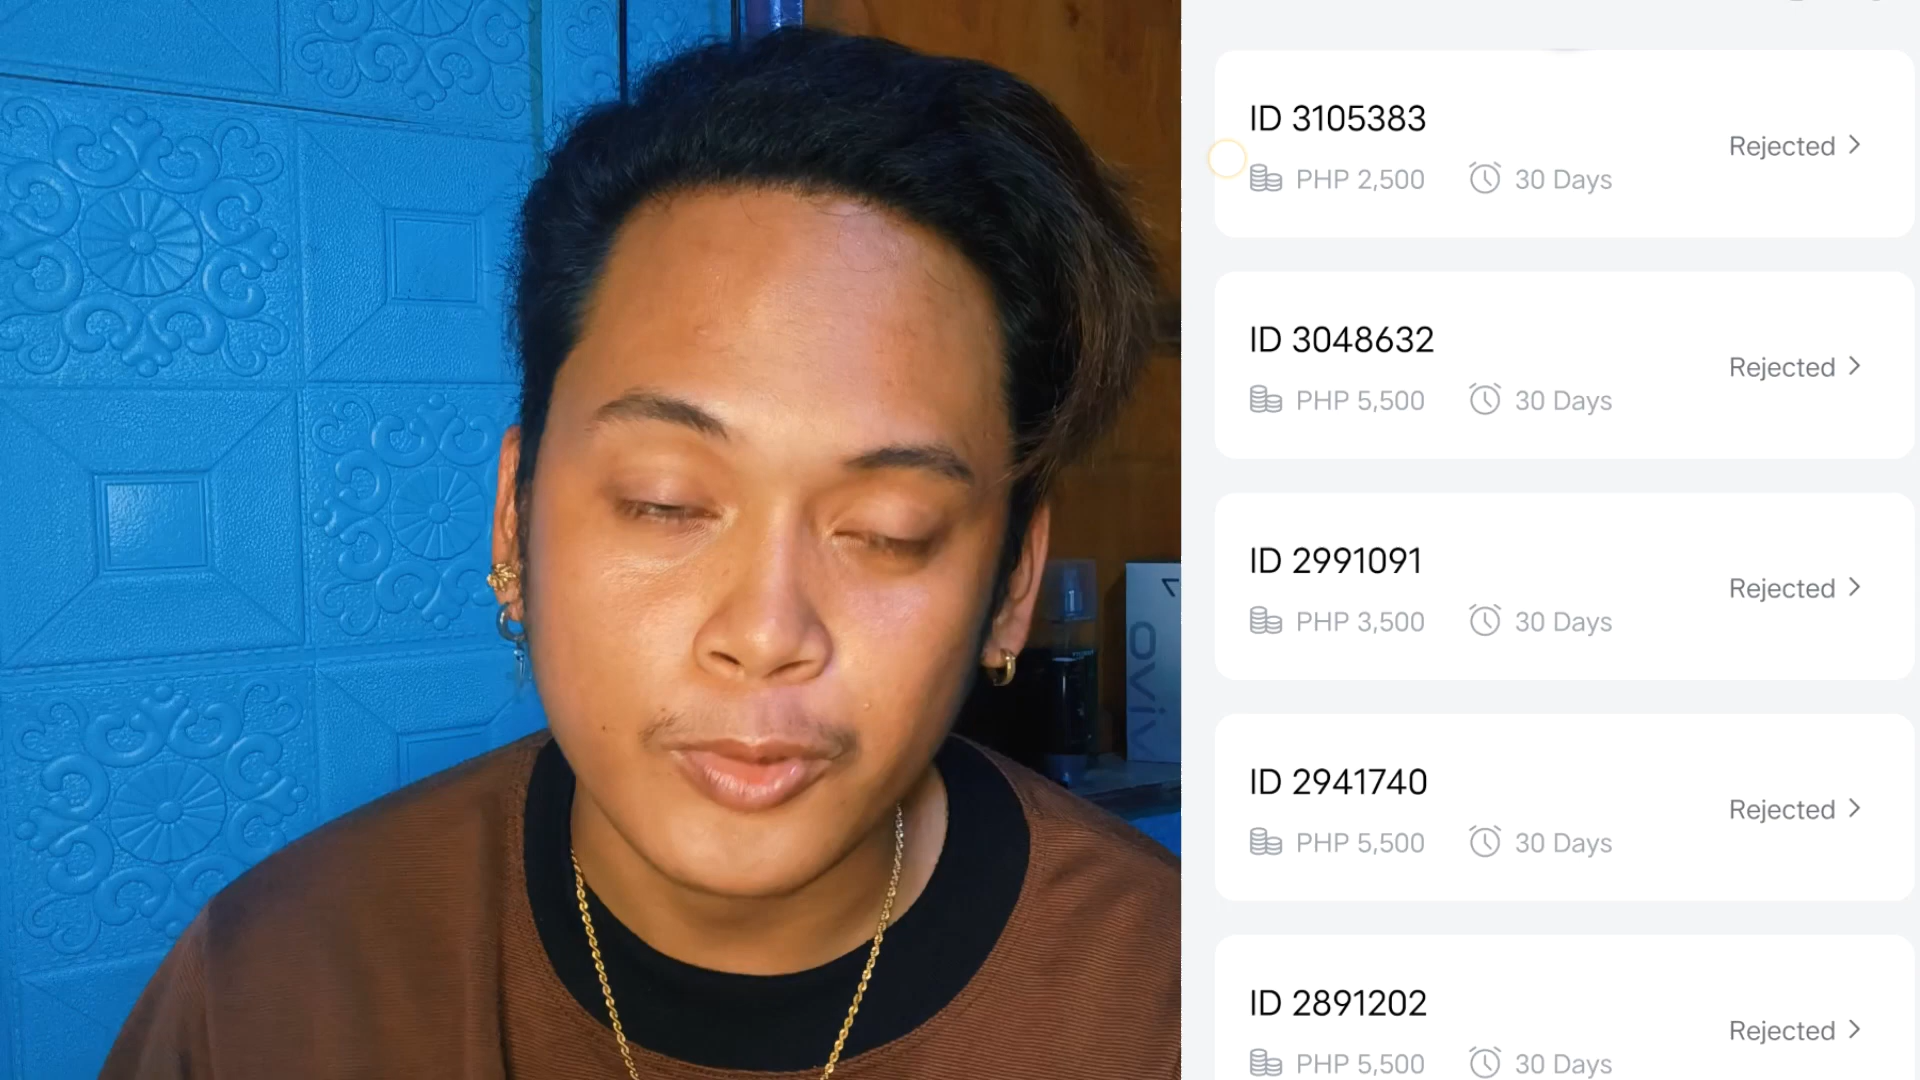 ID 3105383
PHP 2,500 30 Days
Rejected
ID 3048632
PHP 5,500 30 Days
Rejected
ID 2991091
PHP 3,500 30 Days
Rejected
ID 2941740
PHP 5,500 30 Days
Rejected
ID 2891202
PHP 5,500 30 Days
Rejected
vivo